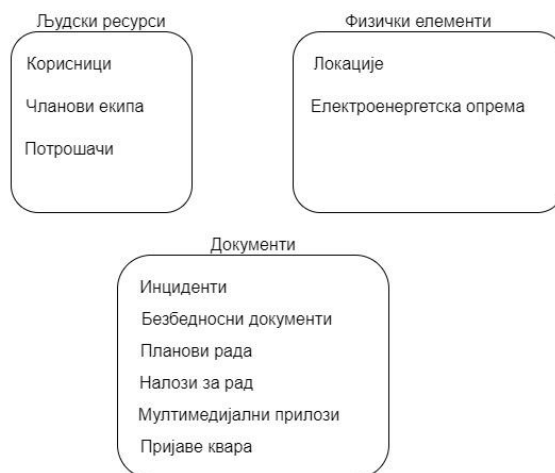 Људски ресурси
Корисници
Чланови екипа
Потрошачи
Физички елементи
Локације
Електроенергетска опрема
Документи
Инциденти
Безбедносни документи
Планови рада
Налози за рад
Мултимедијални прилози
Пријаве квара